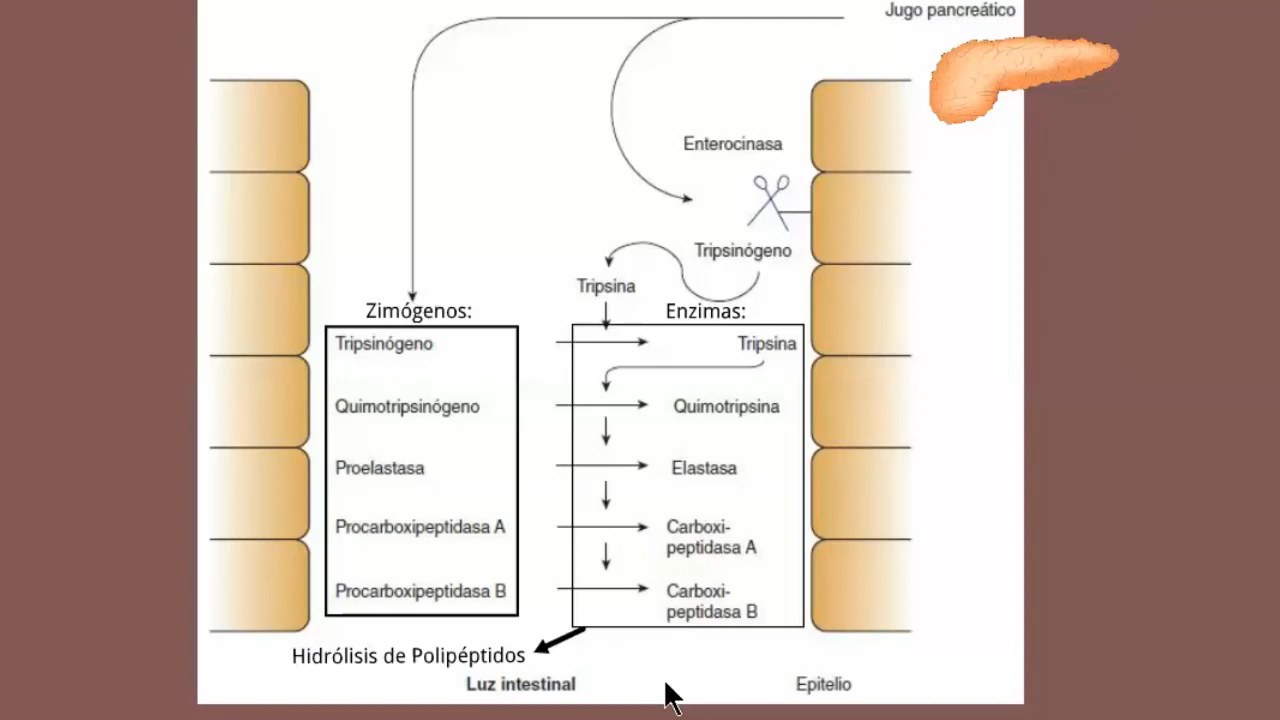 Jugo pancreático
Enterocinasa
Tripsinógeno
Tripsina
Zimógenos:
Enzimas:
Tripsinógeno
Tripsina
Quimotripsinógeno
Quimotripsina
Proelastasa
Elastasa
Procarboxipeptidasa A
Carboxi-
peptidasa A
Procarboxipeptidasa B
Carboxi-
peptidasa B
Hidrólisis de Polipéptidos
Luz intestinal
Epitelio